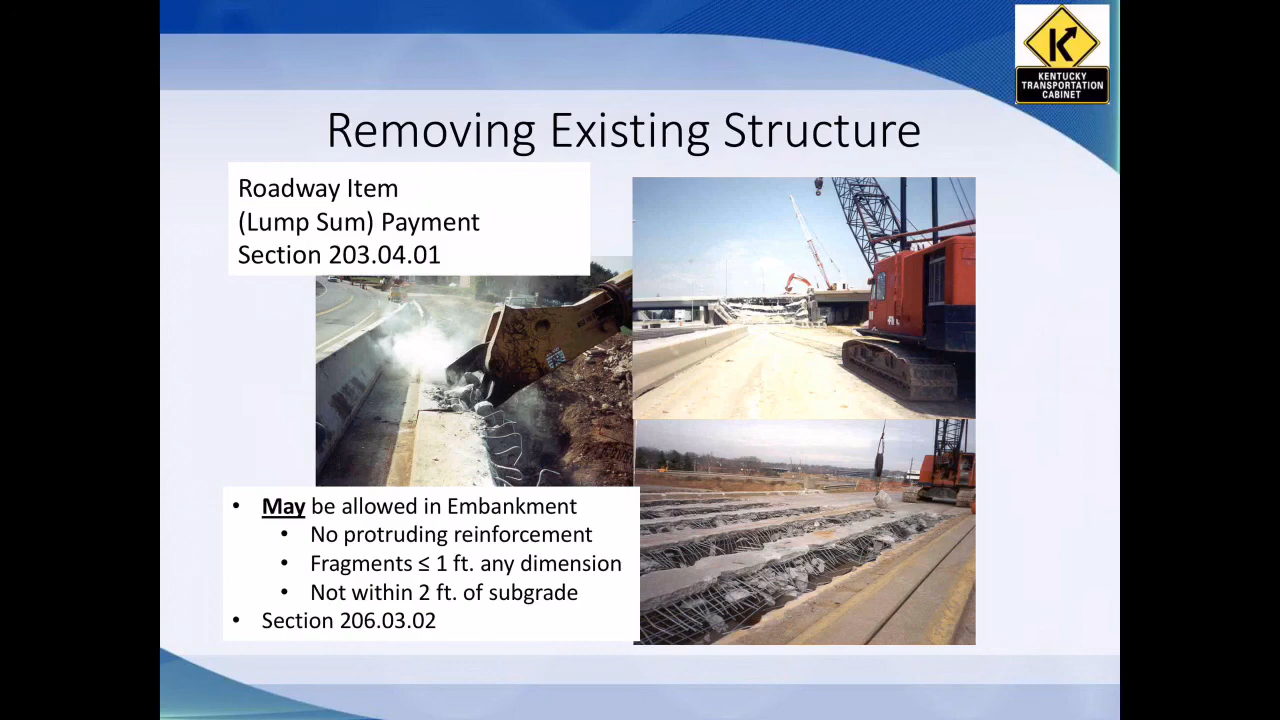 KENTUCKY
TRANSPORTATION
CABINET
Removing Existing Structure
Roadway Item
(Lump Sum) Payment
Section 203.04.01
• May be allowed in Embankment
• No protruding reinforcement
• Fragments ≤ 1 ft. any dimension
• Not within 2 ft. of subgrade
• Section 206.03.02